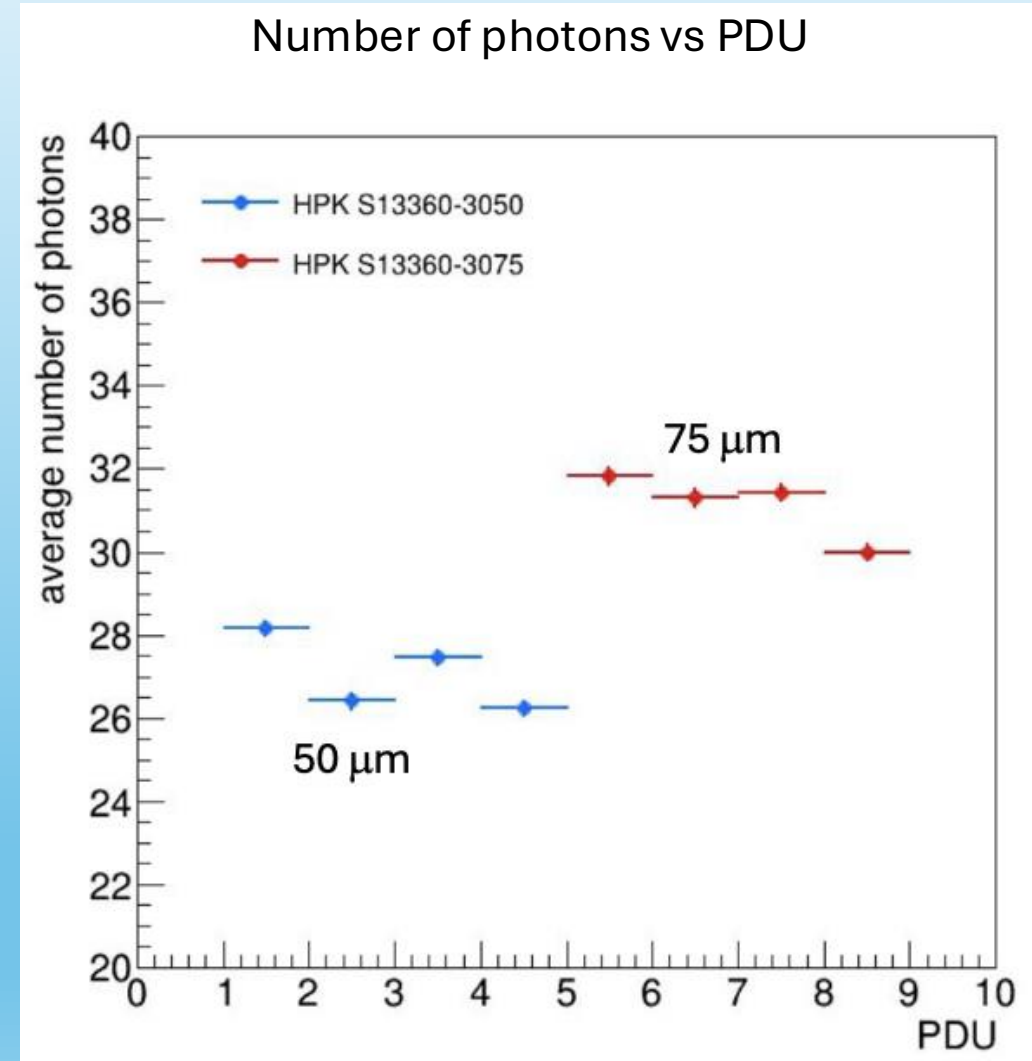 Number of photons vs PDU
average number of photons
40
38
36
34
32
30
28
26
24
22
20
HPK S13360-3050
HPK S13360-3075
75 μm
50 μm
0 1 2 3 4 5 6 7 8 9 10
PDU